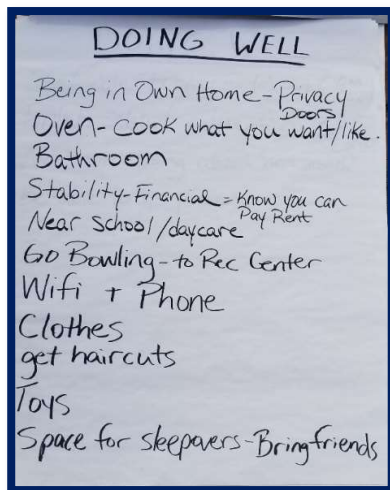 DOING WELL
Being in Own Home - Privacy
Doors
Oven - Cook what you want/like.
Bathroom
Stability - Financial = Know you can
Pay Rent
Near School/daycare
Go Bowling - to Rec Center
Wifi + Phone
Clothes
get haircuts
Toys
Space for sleepovers - Bring friends